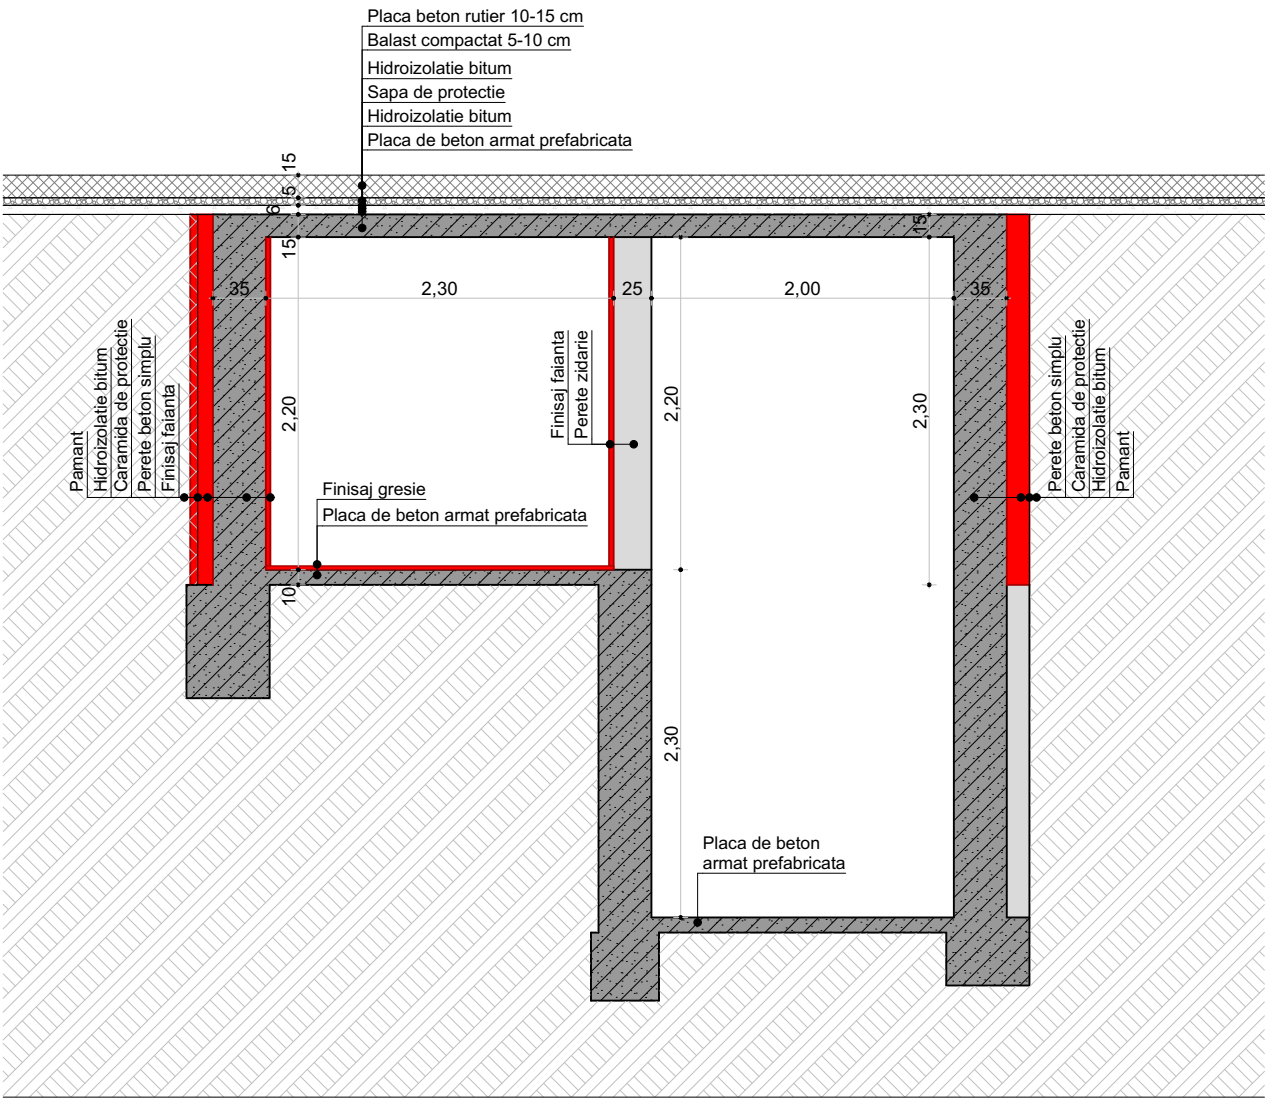 Placa beton rutier 10-15 cm
Balast compactat 5-10 cm
Hidroizolatie bitum
Sapa de protectie
Hidroizolatie bitum
Placa de beton armat prefabricata
15
5
6
15
15
35
2,30
25
2,00
35
Pamant
Hidroizolatie bitum
Caramida de protectie
Perete beton simplu
Finisaj faianta
2,20
Finisaj faianta
Perete zidarie
2,20
2,30
Perete beton simplu
Caramida de protectie
Hidroizolatie bitum
Pamant
Finisaj gresie
Placa de beton armat prefabricata
10
2,30
Placa de beton
armat prefabricata